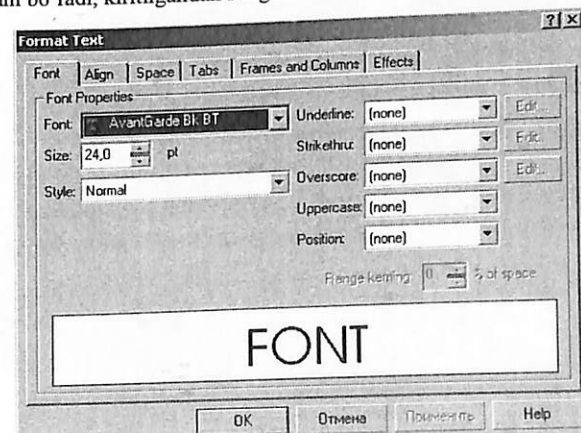 bo'ladi,
Format Text
Font Align Space Tabs Frames and Columns Effects
Font Properties
Font: AvantGarde Bk BT Underline: (none) Edit...
Size: 24,0 pt Strikethru: (none) Edit...
Style: Normal Overscore: (none) Edit...
Uppercase: (none)
Position: (none)
Range kerning: 0 % of space
FONT
OK Отмена Применить Help